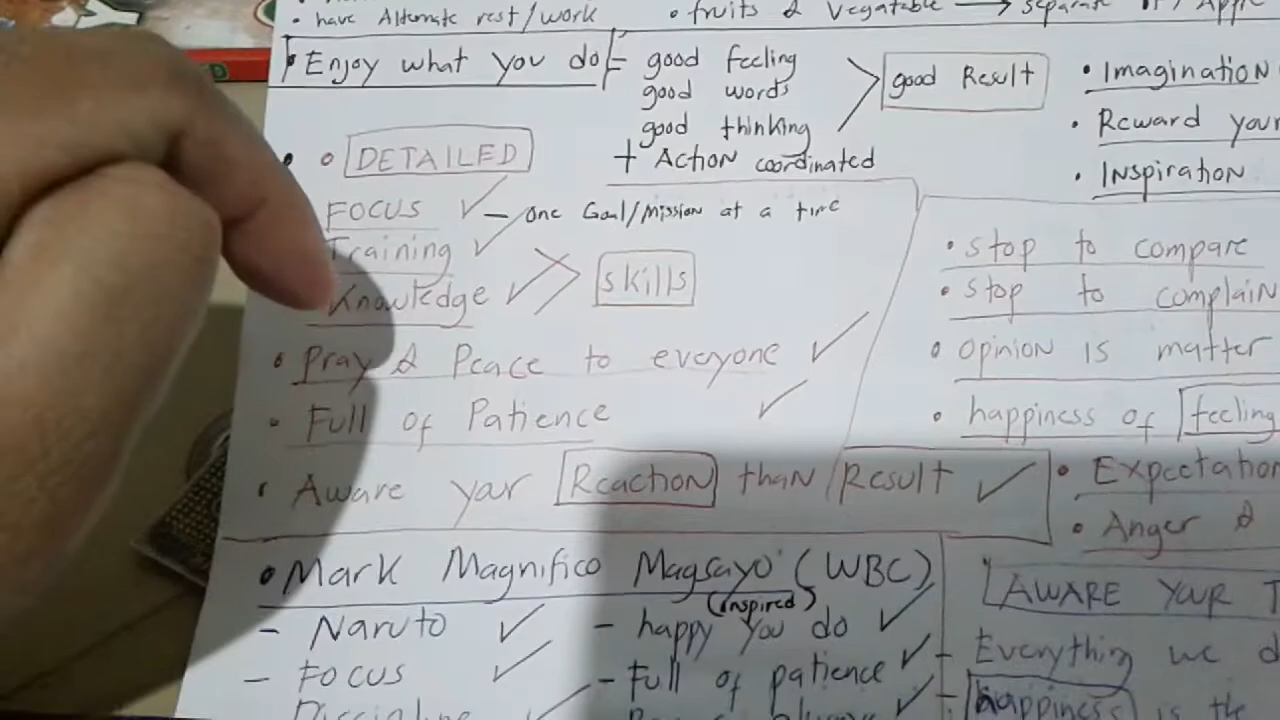 • have Alternate rest/work
• fruits & Vegatable → separate
Enjoy what you do = good feeling
good words
good thinking
+ Action coordinated
good Result
• Imagination
• Reward your
• Inspiration
DETAILED
FOCUS ✓ — one Goal/Mission at a time
Training ✓
Knowledge ✓
skills
• Pray & Peace to everyone ✓
• Full of Patience ✓
• Aware your Reaction than Result ✓
• stop to compare
• stop to complain
• opinion is matter
• happiness of feeling
• Expectation
• Anger &
• Mark Magnifico Magsayo (WBC)
(inspired)
- Naruto ✓
- FOCUS ✓
- happy you do ✓
- Full of patience ✓
AWARE YOUR
Everything we
- happiness is the